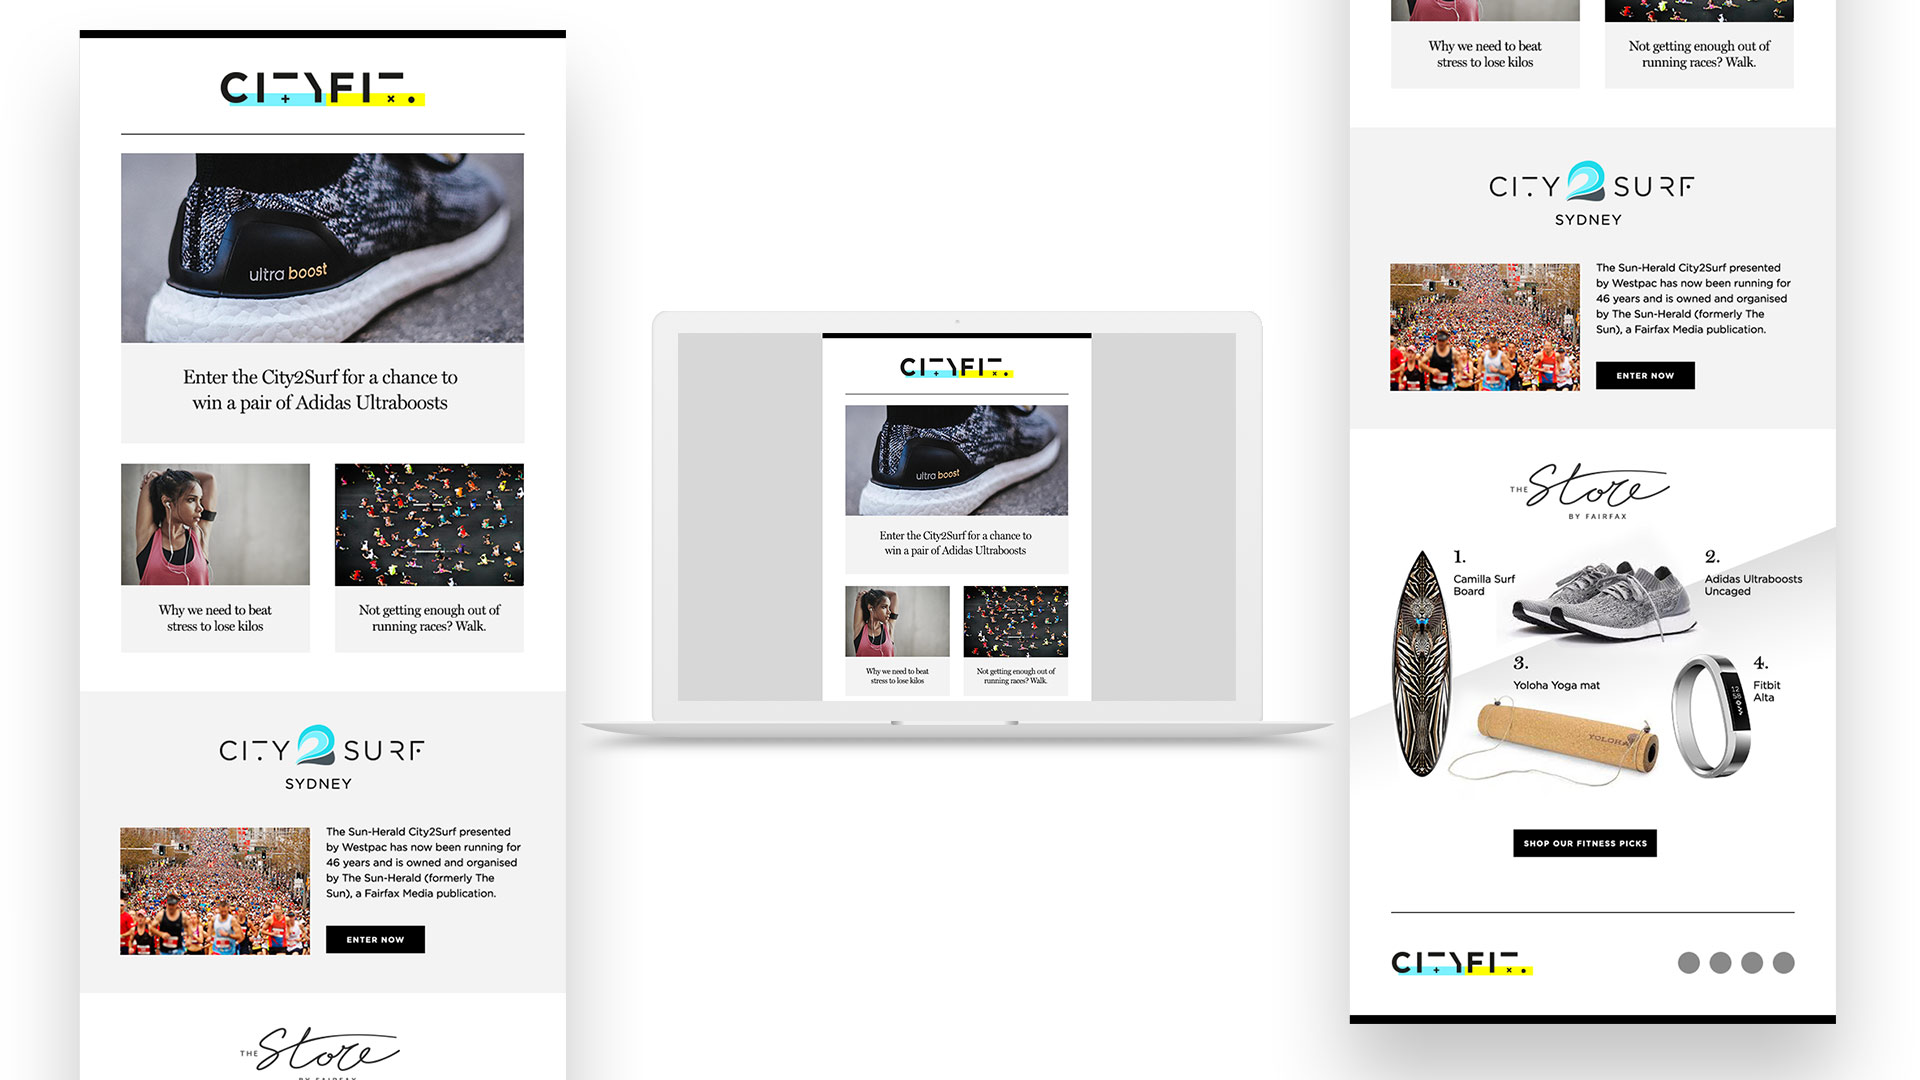 CITYFIT.
ultra boost
Enter the City2Surf for a chance to
win a pair of Adidas Ultraboosts
Why we need to beat
stress to lose kilos
Not getting enough out of
running races? Walk.
CITY2SURF
SYDNEY
The Sun-Herald City2Surf presented
by Westpac has now been running for
46 years and is owned and organised
by The Sun-Herald (formerly The
Sun), a Fairfax Media publication.
ENTER NOW
THE Store
BY FAIRFAX
CITYFIT.
ultra boost
Enter the City2Surf for a chance to
win a pair of Adidas Ultraboosts
Why we need to beat
stress to lose kilos
Not getting enough out of
running races? Walk.
Why we need to beat
stress to lose kilos
Not getting enough out of
running races? Walk.
CITY2SURF
SYDNEY
The Sun-Herald City2Surf presented
by Westpac has now been running for
46 years and is owned and organised
by The Sun-Herald (formerly The
Sun), a Fairfax Media publication.
ENTER NOW
THE Store
BY FAIRFAX
1.
Camilla Surf
Board
2.
Adidas Ultraboosts
Uncaged
3.
Yoloha Yoga mat
YOLOHA
4.
Fitbit
Alta
12
58
SHOP OUR FITNESS PICKS
CITYFIT.